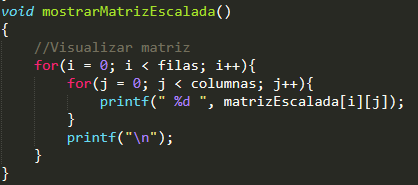 void mostrarMatrizEscalada()
{
    //Visualizar matriz
    for(i = 0; i < filas; i++){
        for(j = 0; j < columnas; j++){
            printf(" %d ", matrizEscalada[i][j]);
        }
        printf("\n");
    }
}